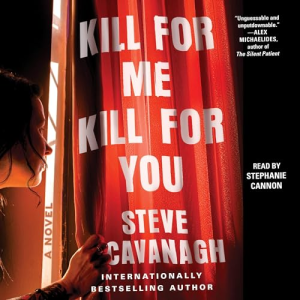 KILL FOR
ME
KILL FOR
YOU
STEVE
CAVANAGH
INTERNATIONALLY
BESTSELLING AUTHOR
A NOVEL
"Unguessable and
unputdownable."
—ALEX
MICHAELIDES,
author of
The Silent Patient
READ BY
STEPHANIE
CANNON